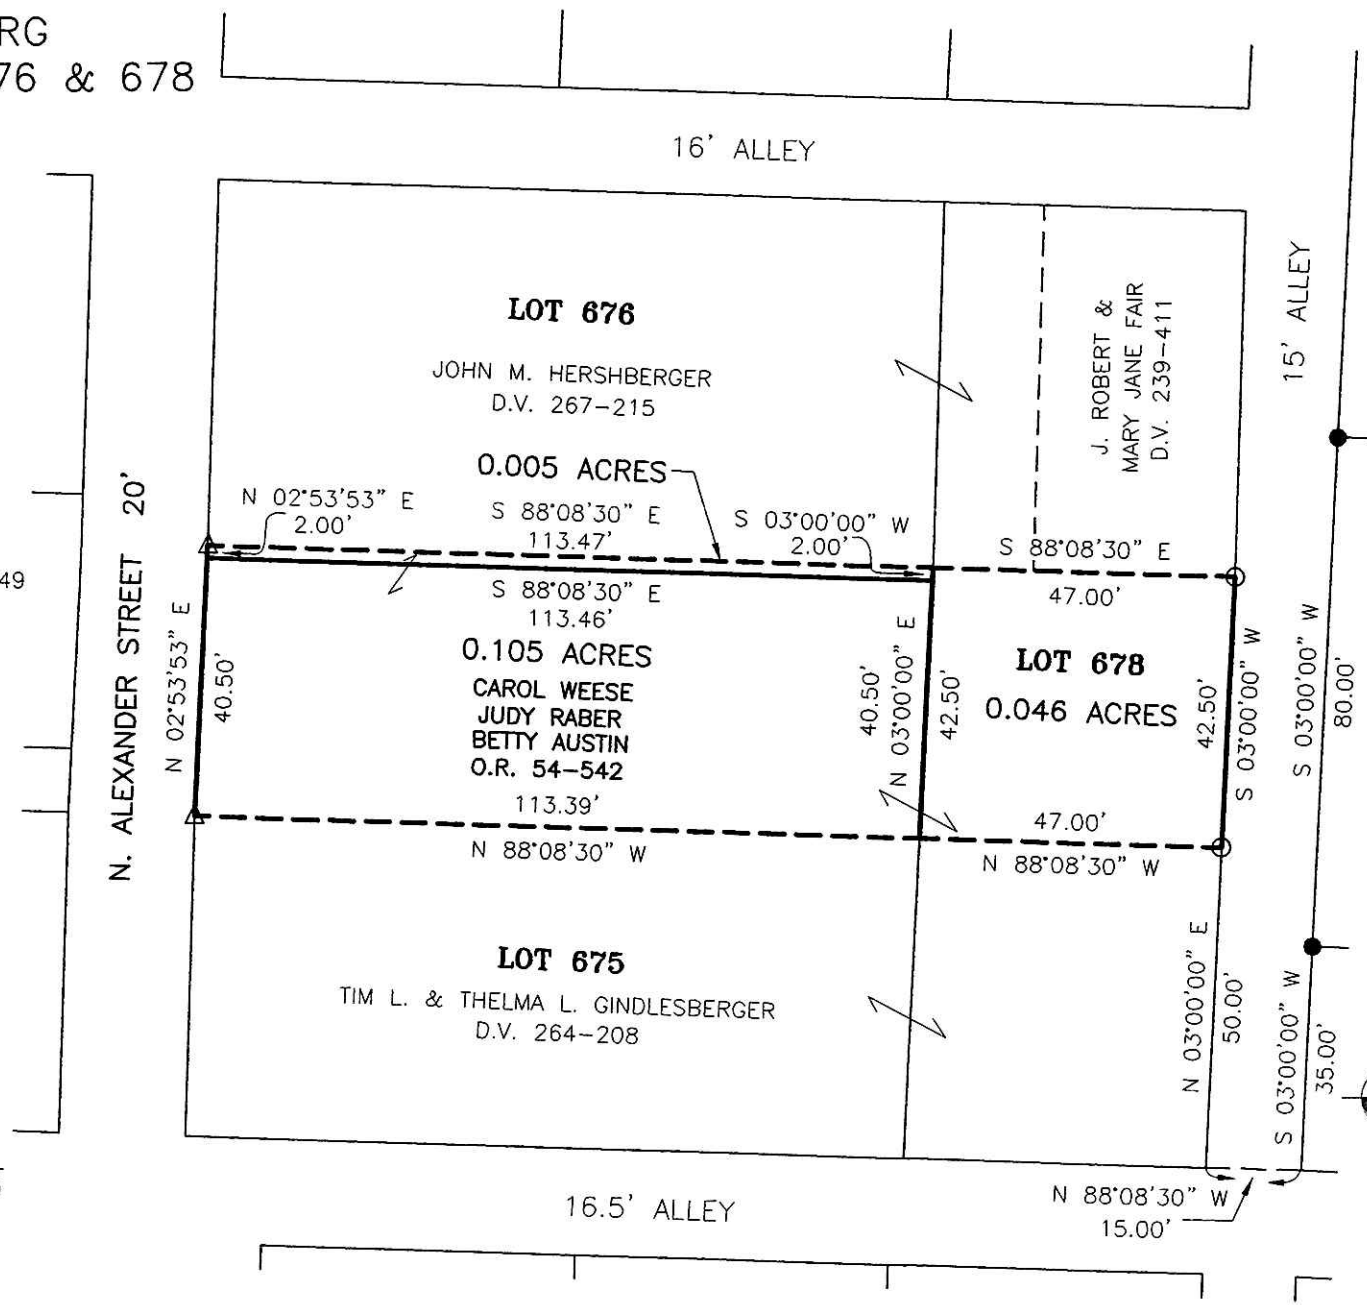 RG
76 & 678
16' ALLEY
LOT 676
JOHN M. HERSHBERGER
D.V. 267-215
0.005 ACRES
N 02°53'53" E
2.00'
S 88°08'30" E
113.47'
S 03°00'00" W
2.00'
S 88°08'30" E
47.00'
J. ROBERT &
MARY JANE FAIR
D.V. 239-411
15' ALLEY
N. ALEXANDER STREET 20'
49
N 02°53'53" E
40.50'
S 88°08'30" E
113.46'
0.105 ACRES
CAROL WEESE
JUDY RABER
BETTY AUSTIN
O.R. 54-542
113.39'
N 88°08'30" W
40.50'
N 03°00'00" E
42.50'
LOT 678
0.046 ACRES
42.50'
S 03°00'00" W
S 03°00'00" W
80.00'
47.00'
N 88°08'30" W
LOT 675
TIM L. & THELMA L. GINDLESBERGER
D.V. 264-208
N 03°00'00" E
50.00'
S 03°00'00" W
35.00'
N 88°08'30" W
15.00'
16.5' ALLEY